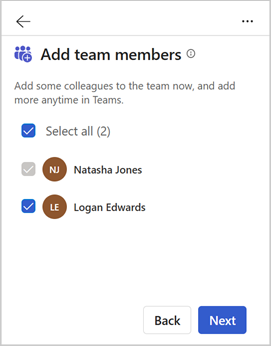 Add team members
Add some colleagues to the team now, and add
more anytime in Teams.
Select all (2)
NJ Natasha Jones
LE Logan Edwards
Back Next